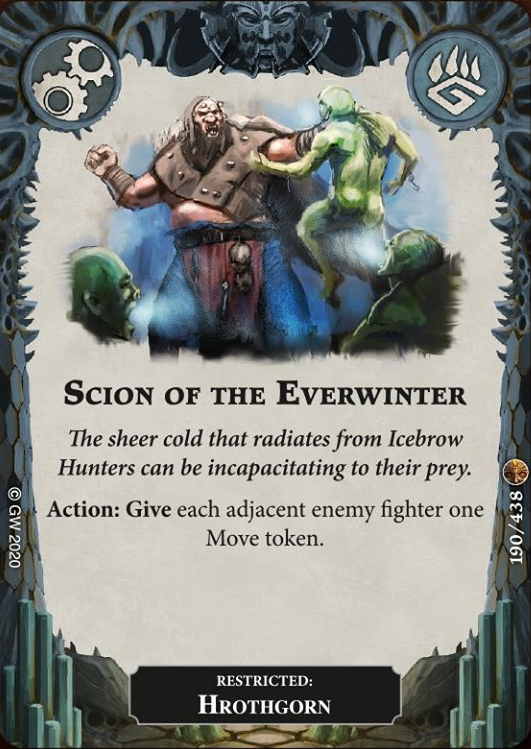 Scion of the Everwinter
The sheer cold that radiates from Icebrow
Hunters can be incapacitating to their prey.
Action: Give each adjacent enemy fighter one
Move token.
© GW 2020
190/438
RESTRICTED:
Hrothgorn